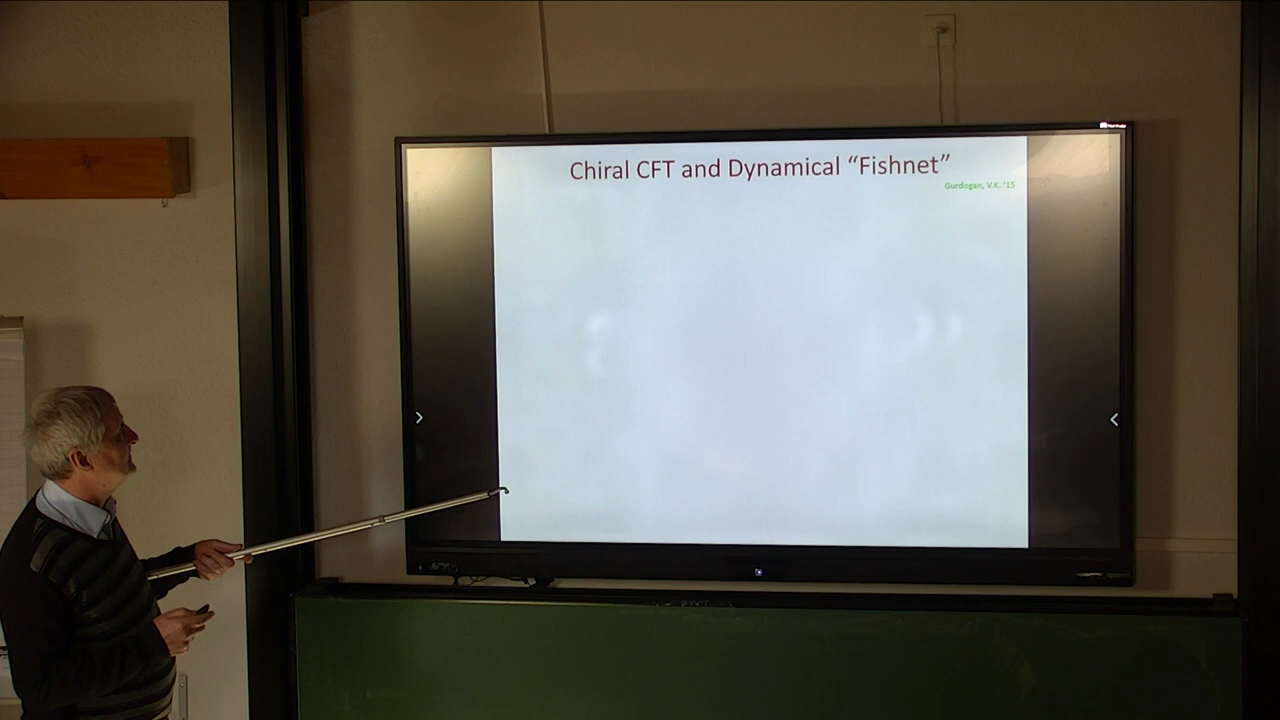 Chiral CFT and Dynamical “Fishnet”
Gurdogan, V.K. ’15